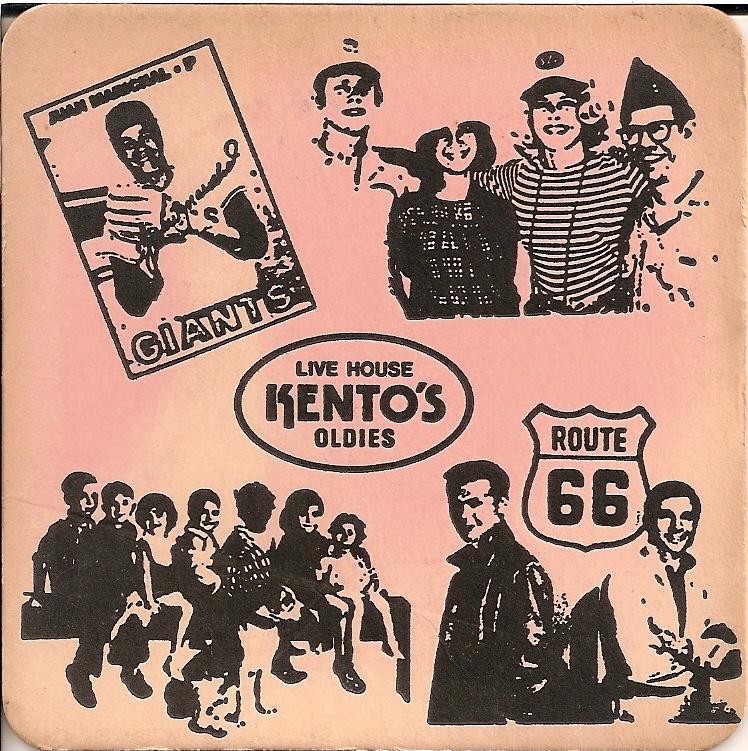 JUAN MARICHAL • P
GIANTS
LIVE HOUSE
KENTO'S
OLDIES
ROUTE
66